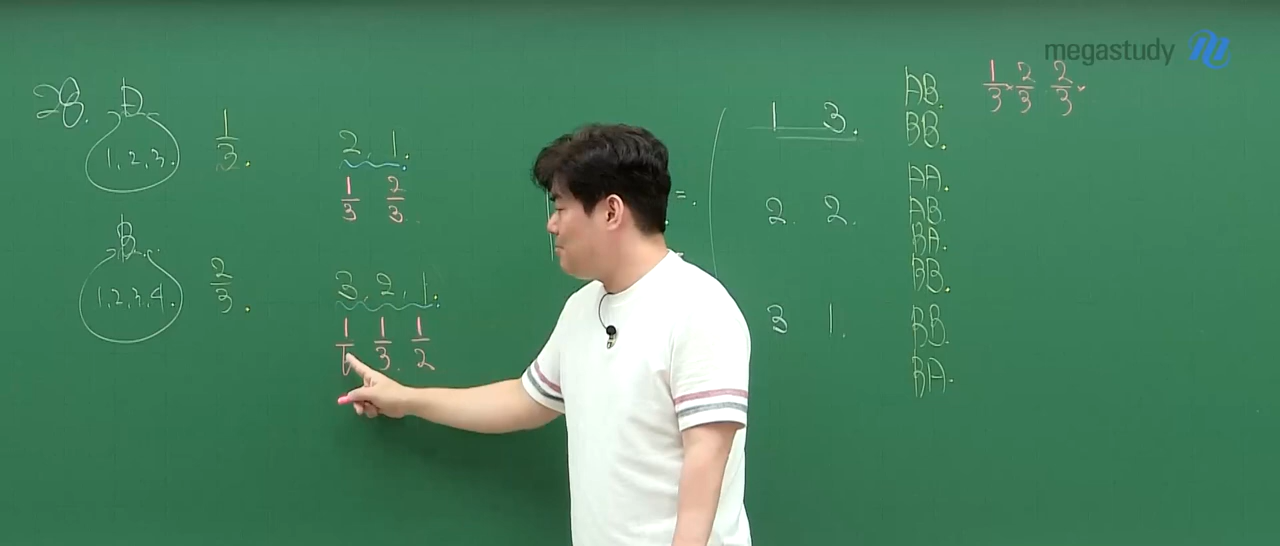 megastudy
28.
A
1, 2, 3.
1/3.
2, 1.
1/3 2/3.
B
1, 2, 3, 4.
2/3.
3, 2, 1.
1/3. 1/2
=.
1 3.
AB.
BB.
1/3 × 2/3 2/3 ×
2. 2.
AA.
AB.
BA.
BB.
3 1.
BB.
BA.